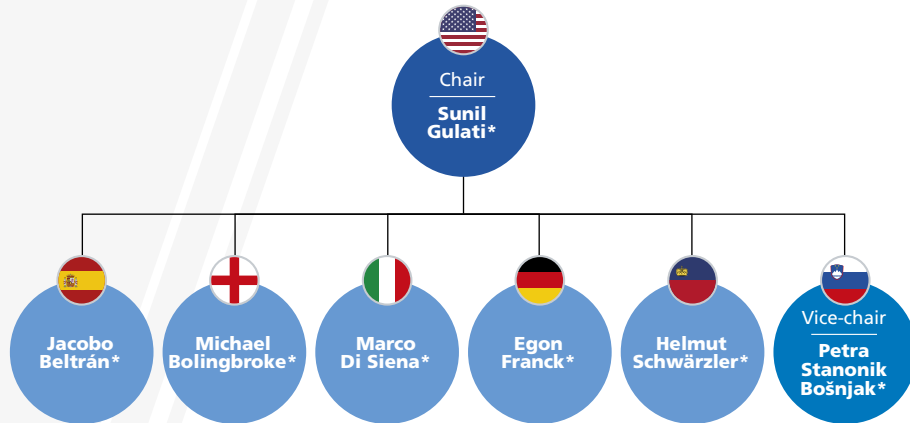 Chair
Sunil
Gulati*
Jacobo
Beltrán*
Michael
Bolingbroke*
Marco
Di Siena*
Egon
Franck*
Helmut
Schwärzler*
Vice-chair
Petra
Stanonik
Bošnjak*